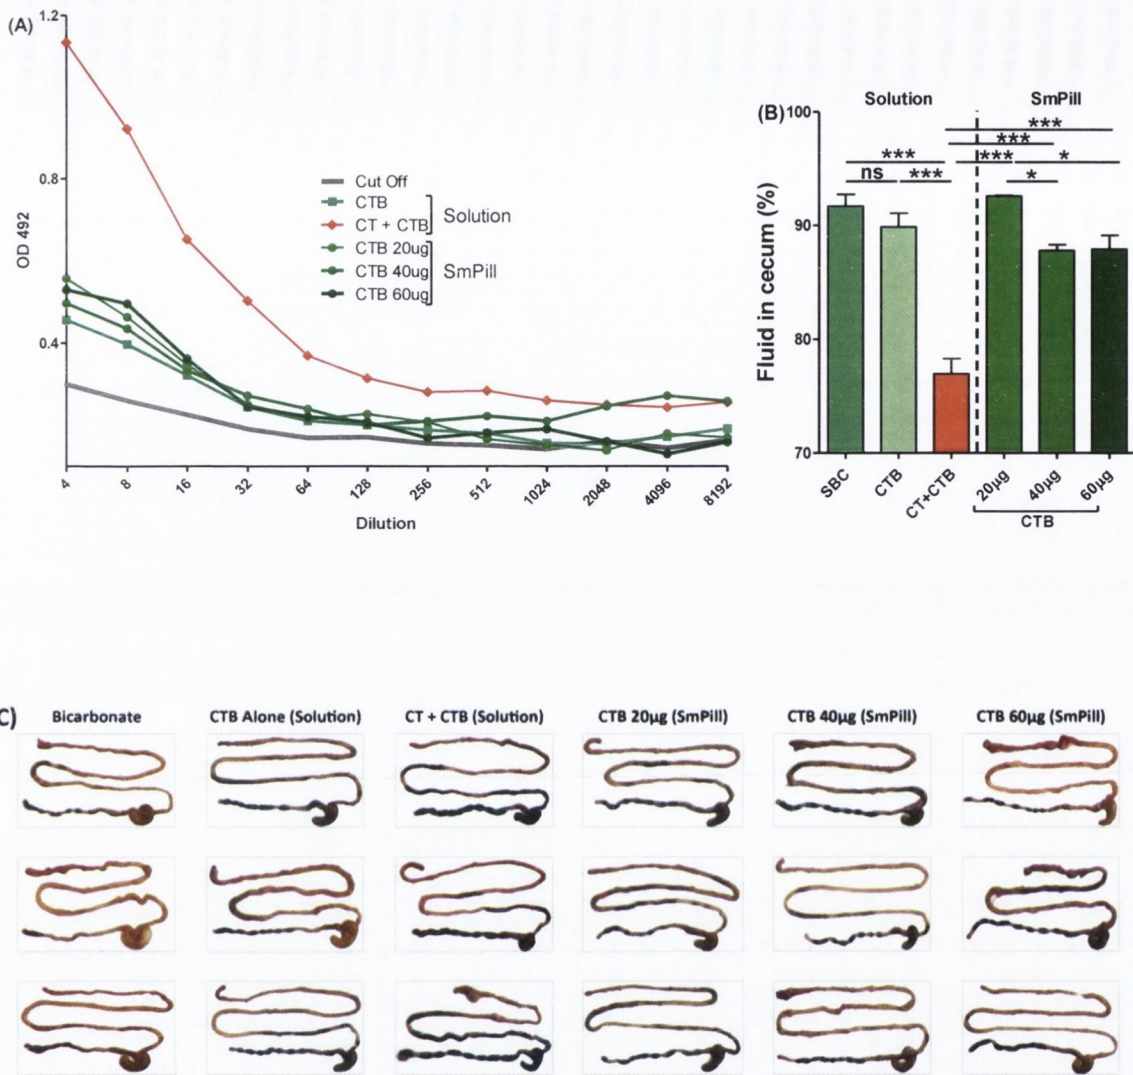 (A)
1.2
0.8
0.4
OD 492
4 8 16 32 64 128 256 512 1024 2048 4096 8192
Dilution
Cut Off
CTB
CT + CTB
Solution
CTB 20ug
CTB 40ug
CTB 60ug
SmPill
(B)
Solution SmPill
100
90
80
70
Fluid in cecum (%)
***
***
*** *** *
ns *** *
SBC CTB CT+CTB 20µg 40µg 60µg
CTB
C)
Bicarbonate CTB Alone (Solution) CT + CTB (Solution) CTB 20µg (SmPill) CTB 40µg (SmPill) CTB 60µg (SmPill)